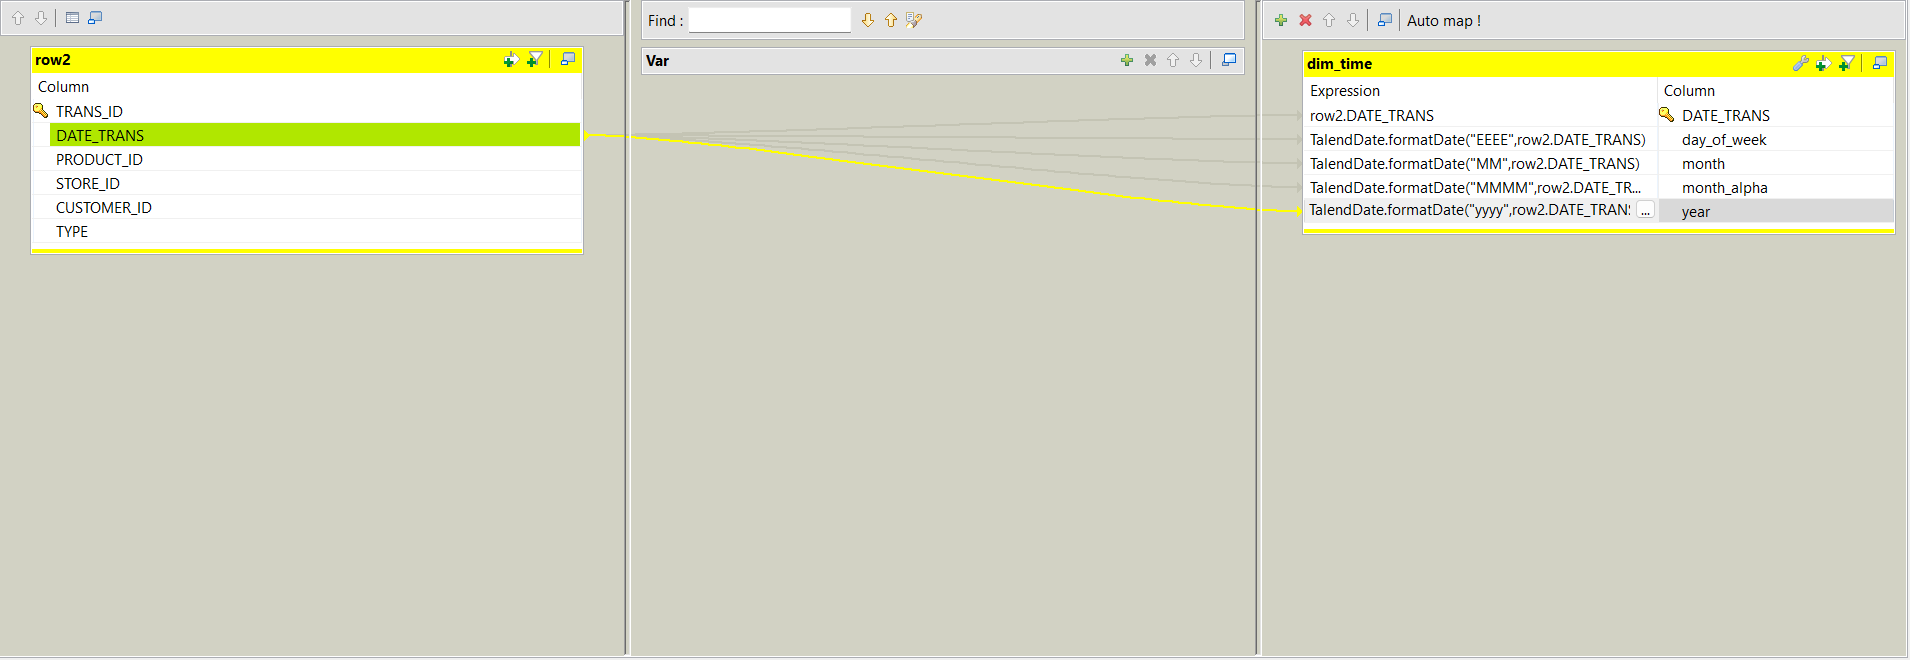 Find :
Auto map !
row2
Column
TRANS_ID
DATE_TRANS
PRODUCT_ID
STORE_ID
CUSTOMER_ID
TYPE
Var
dim_time
Expression Column
row2.DATE_TRANS DATE_TRANS
TalendDate.formatDate("EEEE",row2.DATE_TRANS) day_of_week
TalendDate.formatDate("MM",row2.DATE_TRANS) month
TalendDate.formatDate("MMMM",row2.DATE_TR... month_alpha
TalendDate.formatDate("yyyy",row2.DATE_TRAN ... year